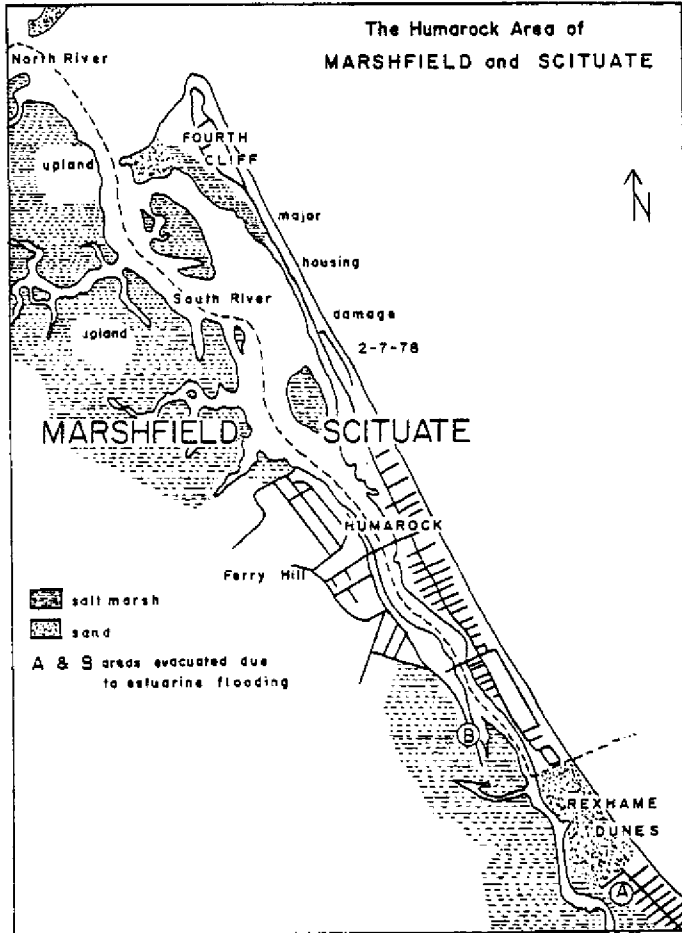 The Humarock Area of
MARSHFIELD and SCITUATE
North River
FOURTH
CLIFF
upland
N
major
housing
South River
damage
upland
2-7-78
MARSHFIELD
SCITUATE
HUMAROCK
Ferry Hill
salt marsh
sand
A & B areas evacuated due
to estuarine flooding
B
REXHAME
DUNES
A